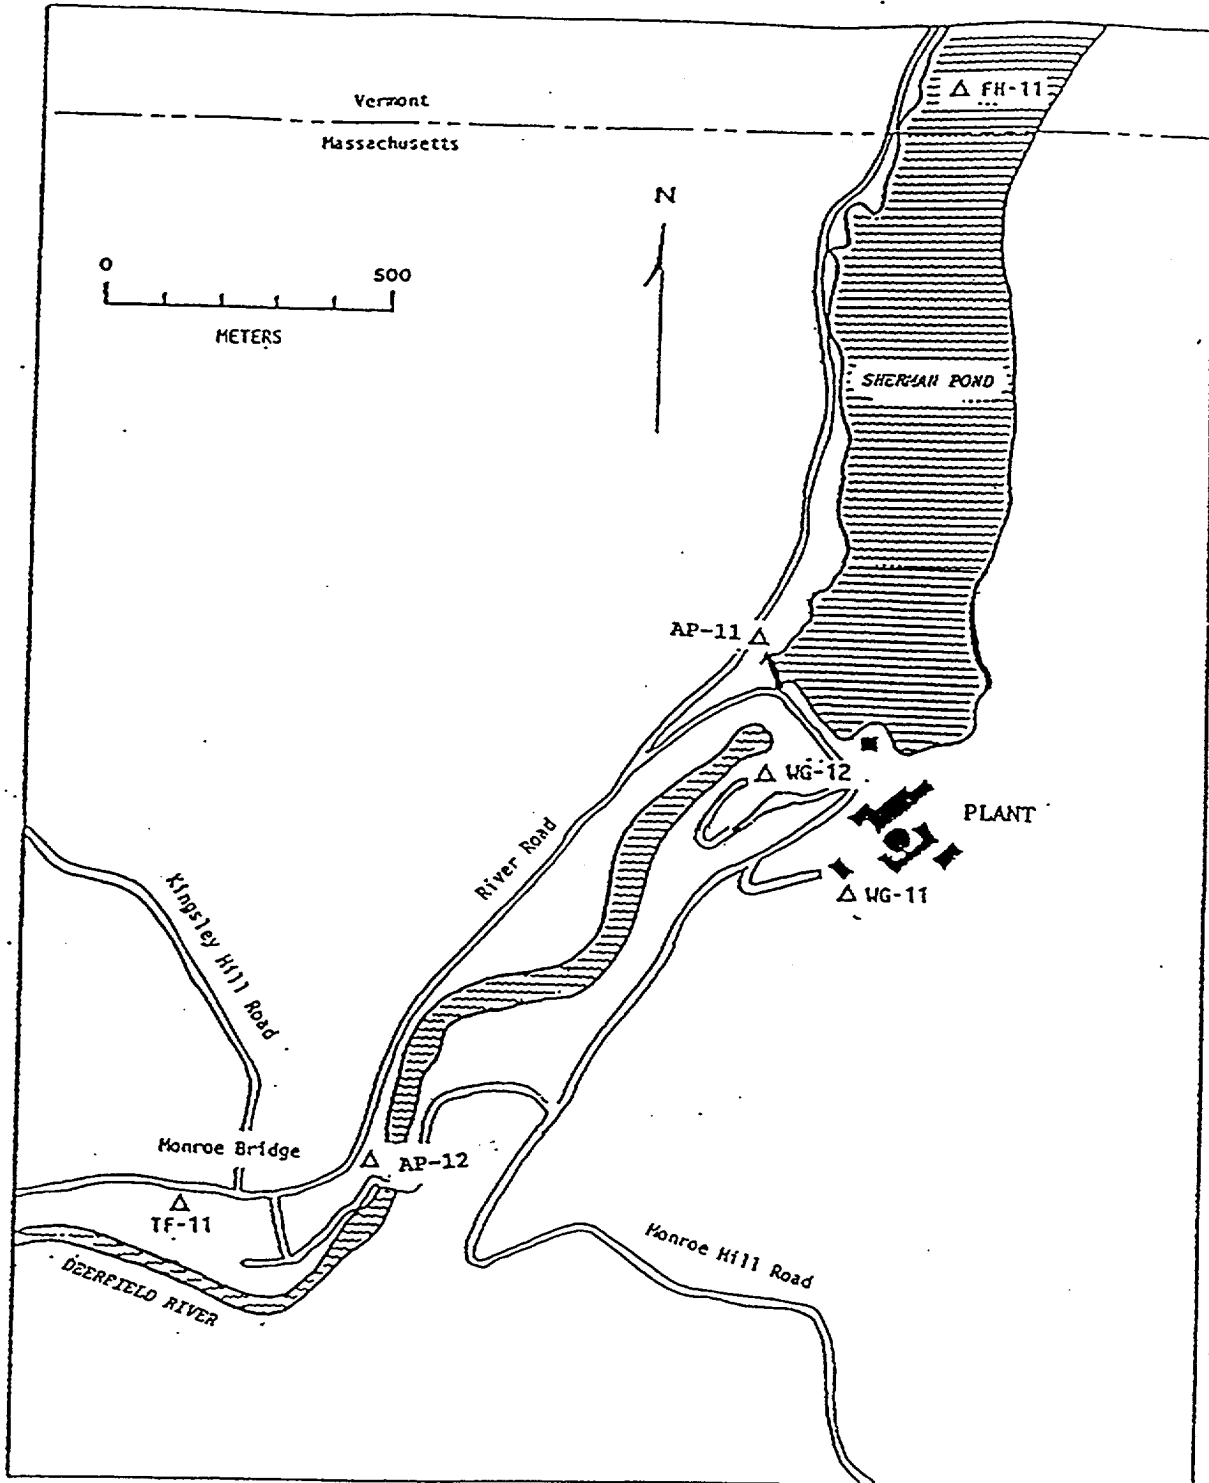 Vermont
Massachusetts
FH-11
N
0 500
METERS
SHERMAN POND
AP-11
WG-12
PLANT
WG-11
River Road
Kingsley Hill Road
Monroe Bridge
AP-12
TF-11
DEERFIELD RIVER
Monroe Hill Road